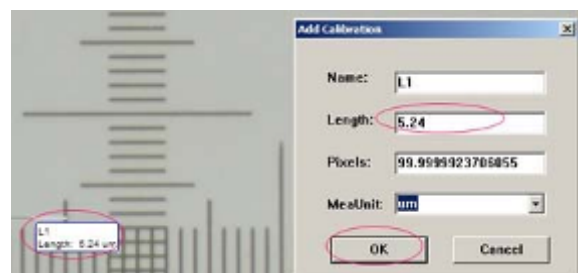 Add Calibration
Name: L1
Length: 5.24
Pixels: 99.9999923706055
MeaUnit: um
OK Cancel
L1
Length: 5.24 um